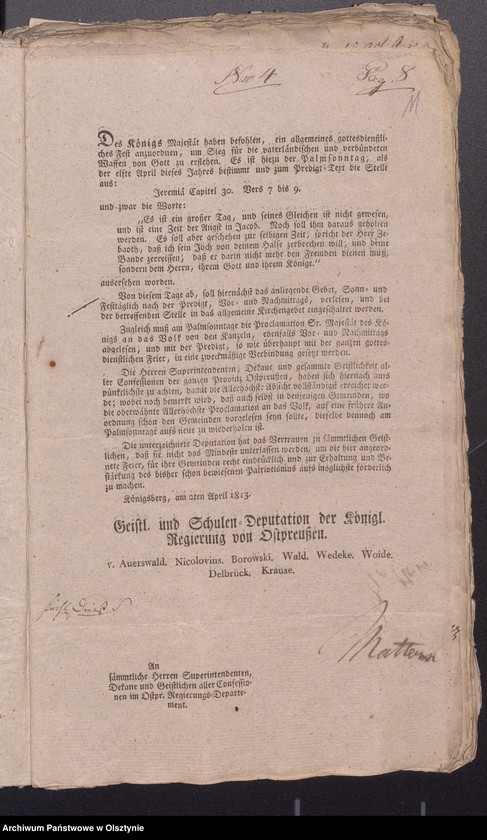 Nro 4
Pag. 8
11
Des Königs Majestät haben befohlen, ein allgemeines gottesdienstli-
ches Fest anzuordnen, um Sieg für die vaterländischen und verbündeten
Waffen von Gott zu erflehen. Es ist hiezu der Palmsonntag, als
der eilfte April dieses Jahres bestimmt und zum Predigt-Text die Stelle
aus:
Jeremiä Capitel 30. Vers 7 bis 9.
und zwar die Worte:
„Es ist ein großer Tag, und seines Gleichen ist nicht gewesen,
und ist eine Zeit der Angst in Jacob. Noch soll ihm daraus geholfen
werden. Es soll aber geschehen zur selbigen Zeit, spricht der Herr Ze-
baoth, daß ich sein Joch von deinem Halse zerbrechen will; und deine
Bande zerreissen; daß er darin nicht mehr den Fremden dienen muß;
sondern dem Herrn, ihrem Gott und ihrem Könige.“
ausersehen worden.
Von diesem Tage ab, soll hiernächst das anliegende Gebet, Sonn- und
Festtäglich nach der Predigt, Vor- und Nachmittags, verlesen, und bei
der betreffenden Stelle in das allgemeine Kirchengebet eingeschaltet werden.
Zugleich muß am Palmsonntage die Proclamation Sr. Majestät des Kö-
nigs an das Volk von den Kanzeln, ebenfalls Vor- und Nachmittags
abgelesen, und mit der Predigt, so wie überhaupt mit der ganzen gottes-
dienstlichen Feier, in eine zweckmäßige Verbindung gesetzt werden.
Die Herren Superintendenten, Dekane und gesammte Geistlichkeit al-
ler Confessionen der ganzen Provinz Ostpreußen, haben sich hiernach aufs
pünktlichste zu achten, damit die Allerhöchste Absicht vollständigst erreichet wer-
de; wobei noch bemerkt wird, daß auch selbst in denjenigen Gemeinden, wo
die obenwähnte Allerhöchste Proclamation an das Volk, auf eine frühere An-
ordnung schon den Gemeinden vorgelesen seyn sollte, dieselbe dennoch am
Palmsonntage aufs neue zu wiederholen ist.
Die unterzeichnete Deputation hat das Vertrauen zu sämmtlichen Geist-
lichen, daß sie nicht das Mindeste unterlassen werden, um die hier angeord-
nete Feier, für ihre Gemeinden recht eindrücklich und zur Erhaltung und Be-
stärkung des bisher schon bewiesenen Patriotismus aufs möglichste förderlich
zu machen.
Königsberg, am 2ten April 1813.
Geistl. und Schulen-Deputation der Königl.
Regierung von Ostpreußen.
v. Auerswald. Nicolovius. Borowski. Wald. Wedeke. Woide.
Delbrück. Krause.
An
sämmtliche Herren Superintendenten,
Dekane und Geistlichen aller Confessio-
nen im Ostpr. Regierungs-Departe-
ment.
Archiwum Państwowe w Olsztynie